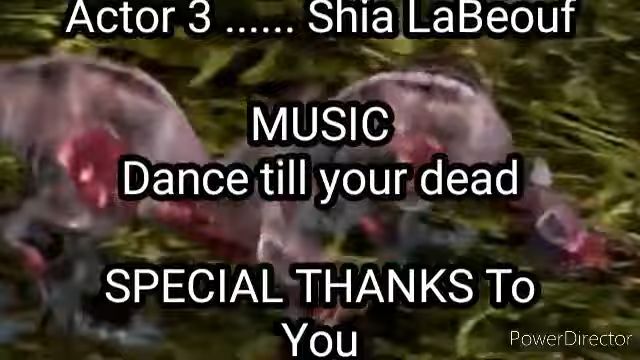 Actor 3 ...... Shia LaBeouf
MUSIC
Dance till your dead
SPECIAL THANKS To
You
PowerDirector